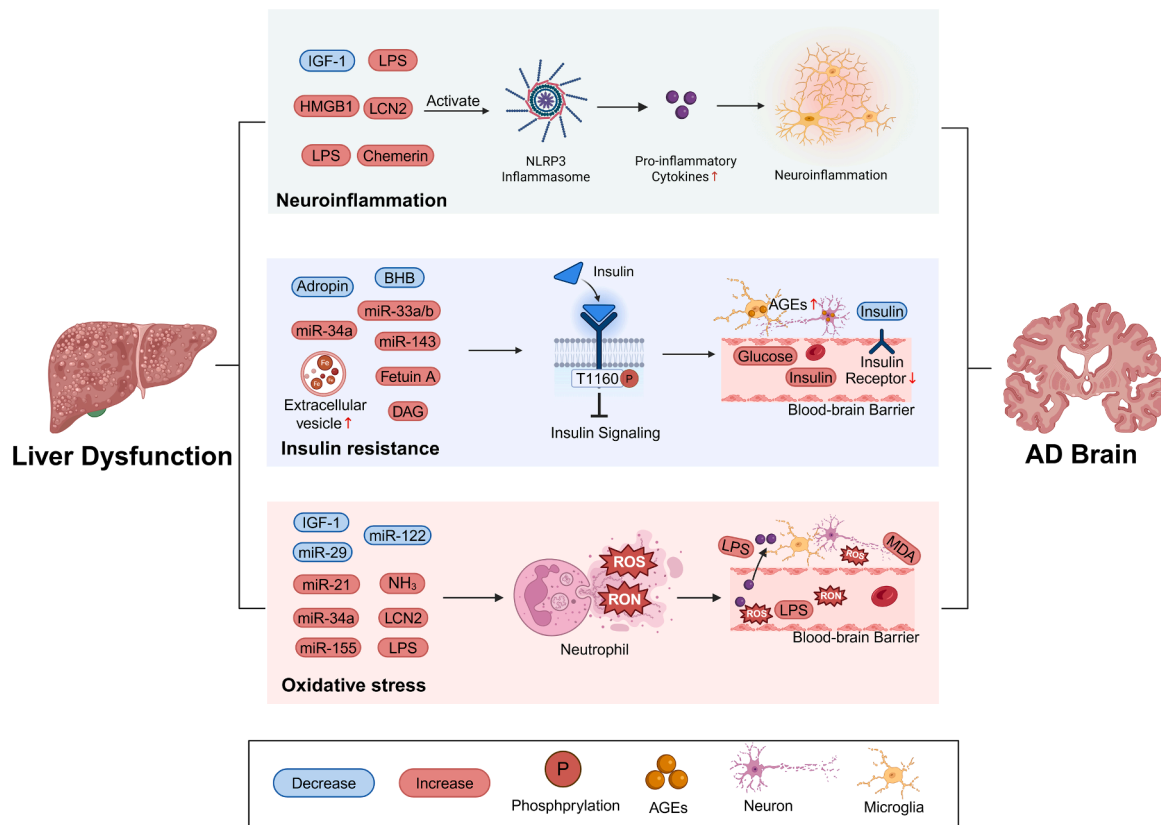 IGF-1
LPS
HMGB1
LCN2
LPS
Chemerin
Activate
NLRP3
Inflammasome
Pro-inflammatory
Cytokines↑
Neuroinflammation
Neuroinflammation
Liver Dysfunction
AD Brain
Adropin
BHB
miR-33a/b
miR-34a
miR-143
Fe
Fe
Fe
Fetuin A
Extracellular
vesicle↑
DAG
Insulin resistance
Insulin
T1160
P
Insulin Signaling
AGEs↑
Insulin
Glucose
Insulin
Insulin
Receptor↓
Blood-brain Barrier
IGF-1
miR-122
miR-29
miR-21
NH₃
miR-34a
LCN2
miR-155
LPS
Oxidative stress
ROS
RON
Neutrophil
LPS
ROS
MDA
ROS
LPS
RON
Blood-brain Barrier
Decrease
Increase
P
Phosphprylation
AGEs
Neuron
Microglia